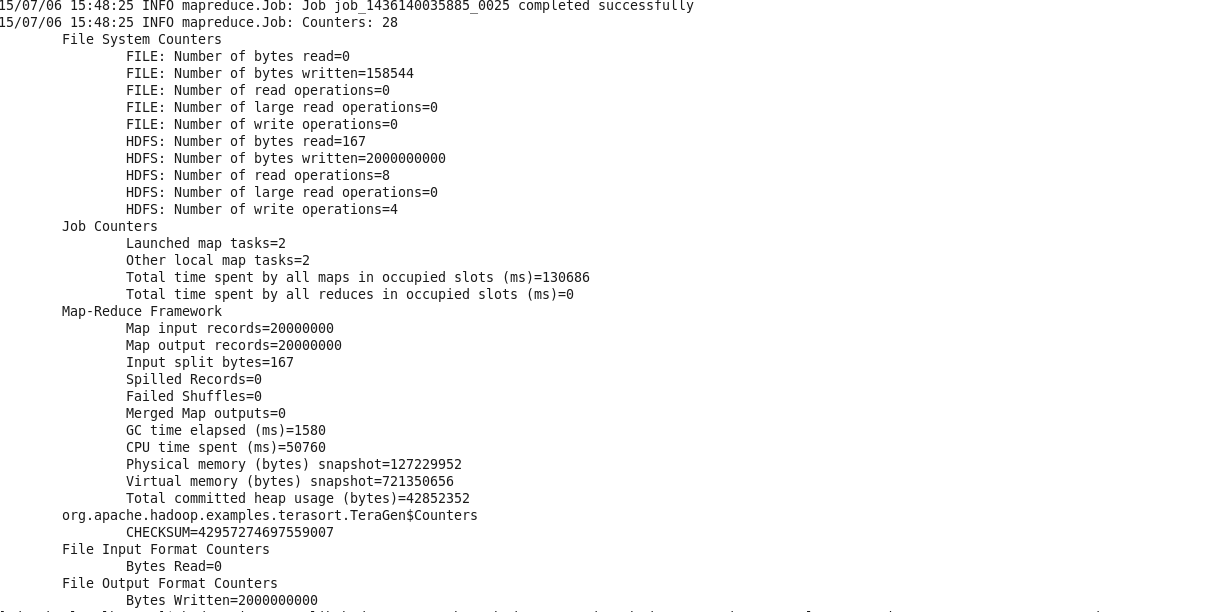 15/07/06 15:48:25 INFO mapreduce.Job: Job job_1436140035885_0025 completed successfully
15/07/06 15:48:25 INFO mapreduce.Job: Counters: 28
File System Counters
FILE: Number of bytes read=0
FILE: Number of bytes written=158544
FILE: Number of read operations=0
FILE: Number of large read operations=0
FILE: Number of write operations=0
HDFS: Number of bytes read=167
HDFS: Number of bytes written=2000000000
HDFS: Number of read operations=8
HDFS: Number of large read operations=0
HDFS: Number of write operations=4
Job Counters
Launched map tasks=2
Other local map tasks=2
Total time spent by all maps in occupied slots (ms)=130686
Total time spent by all reduces in occupied slots (ms)=0
Map-Reduce Framework
Map input records=20000000
Map output records=20000000
Input split bytes=167
Spilled Records=0
Failed Shuffles=0
Merged Map outputs=0
GC time elapsed (ms)=1580
CPU time spent (ms)=50760
Physical memory (bytes) snapshot=127229952
Virtual memory (bytes) snapshot=721350656
Total committed heap usage (bytes)=42852352
org.apache.hadoop.examples.terasort.TeraGen$Counters
CHECKSUM=42957274697559007
File Input Format Counters
Bytes Read=0
File Output Format Counters
Bytes Written=2000000000